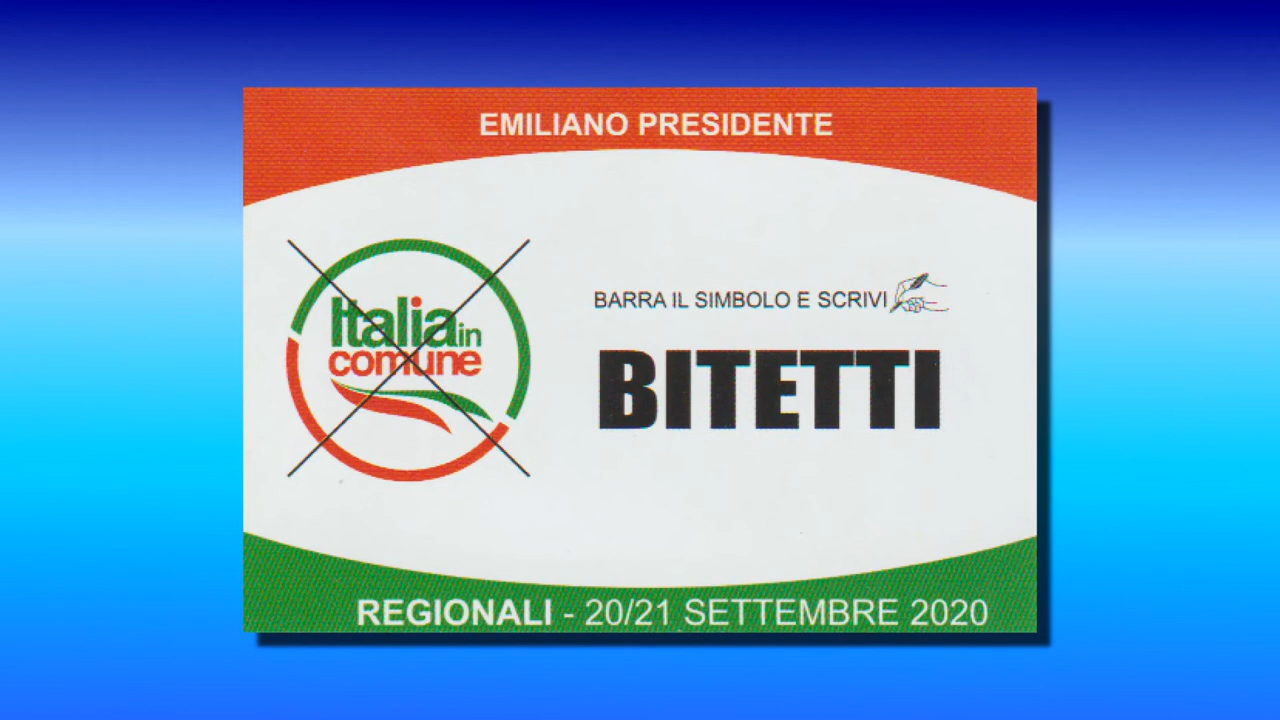 EMILIANO PRESIDENTE
Italia in
comune
BARRA IL SIMBOLO E SCRIVI
BITETTI
REGIONALI - 20/21 SETTEMBRE 2020